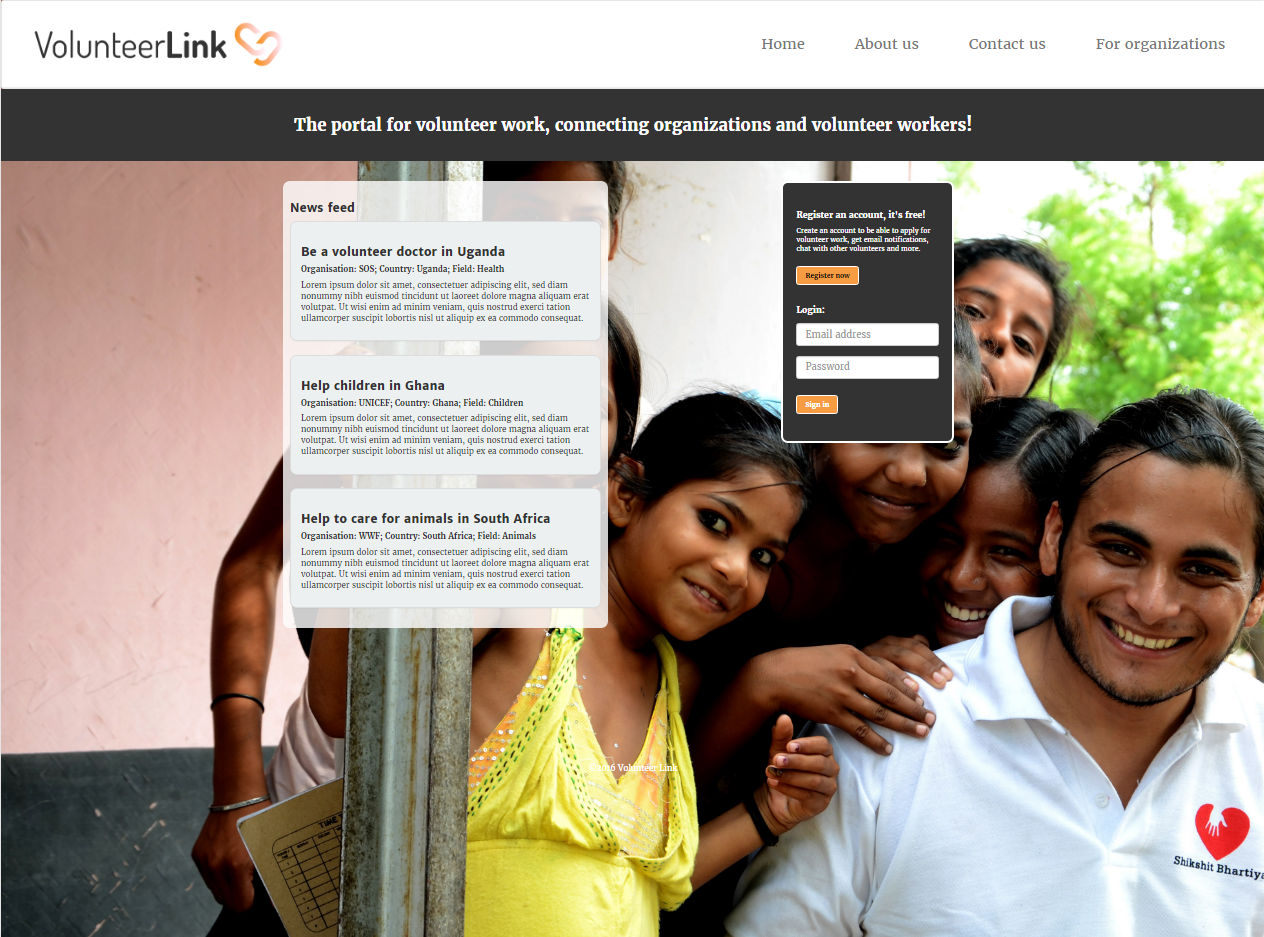 VolunteerLink
Home
About us
Contact us
For organizations
The portal for volunteer work, connecting organizations and volunteer workers!
News feed
Be a volunteer doctor in Uganda
Organisation: SOS; Country: Uganda; Field: Health
Lorem ipsum dolor sit amet, consectetuer adipiscing elit, sed diam
nonummy nibh euismod tincidunt ut laoreet dolore magna aliquam erat
volutpat. Ut wisi enim ad minim veniam, quis nostrud exerci tation
ullamcorper suscipit lobortis nisl ut aliquip ex ea commodo consequat.
Help children in Ghana
Organisation: UNICEF; Country: Ghana; Field: Children
Lorem ipsum dolor sit amet, consectetuer adipiscing elit, sed diam
nonummy nibh euismod tincidunt ut laoreet dolore magna aliquam erat
volutpat. Ut wisi enim ad minim veniam, quis nostrud exerci tation
ullamcorper suscipit lobortis nisl ut aliquip ex ea commodo consequat.
Help to care for animals in South Africa
Organisation: WWF; Country: South Africa; Field: Animals
Lorem ipsum dolor sit amet, consectetuer adipiscing elit, sed diam
nonummy nibh euismod tincidunt ut laoreet dolore magna aliquam erat
volutpat. Ut wisi enim ad minim veniam, quis nostrud exerci tation
ullamcorper suscipit lobortis nisl ut aliquip ex ea commodo consequat.
Register an account, it's free!
Create an account to be able to apply for
volunteer work, get email notifications,
chat with other volunteers and more.
Register now
Login:
Email address
Password
Sign in
Volunteer Link
TIME
Shikshit Bhartiya